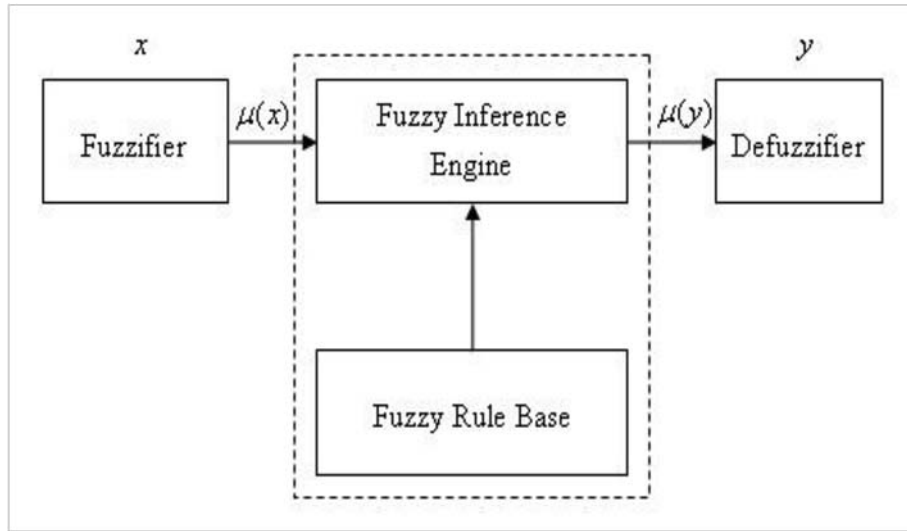 x
y
Fuzzifier
μ(x)
Fuzzy Inference
Engine
μ(y)
Defuzzifier
Fuzzy Rule Base